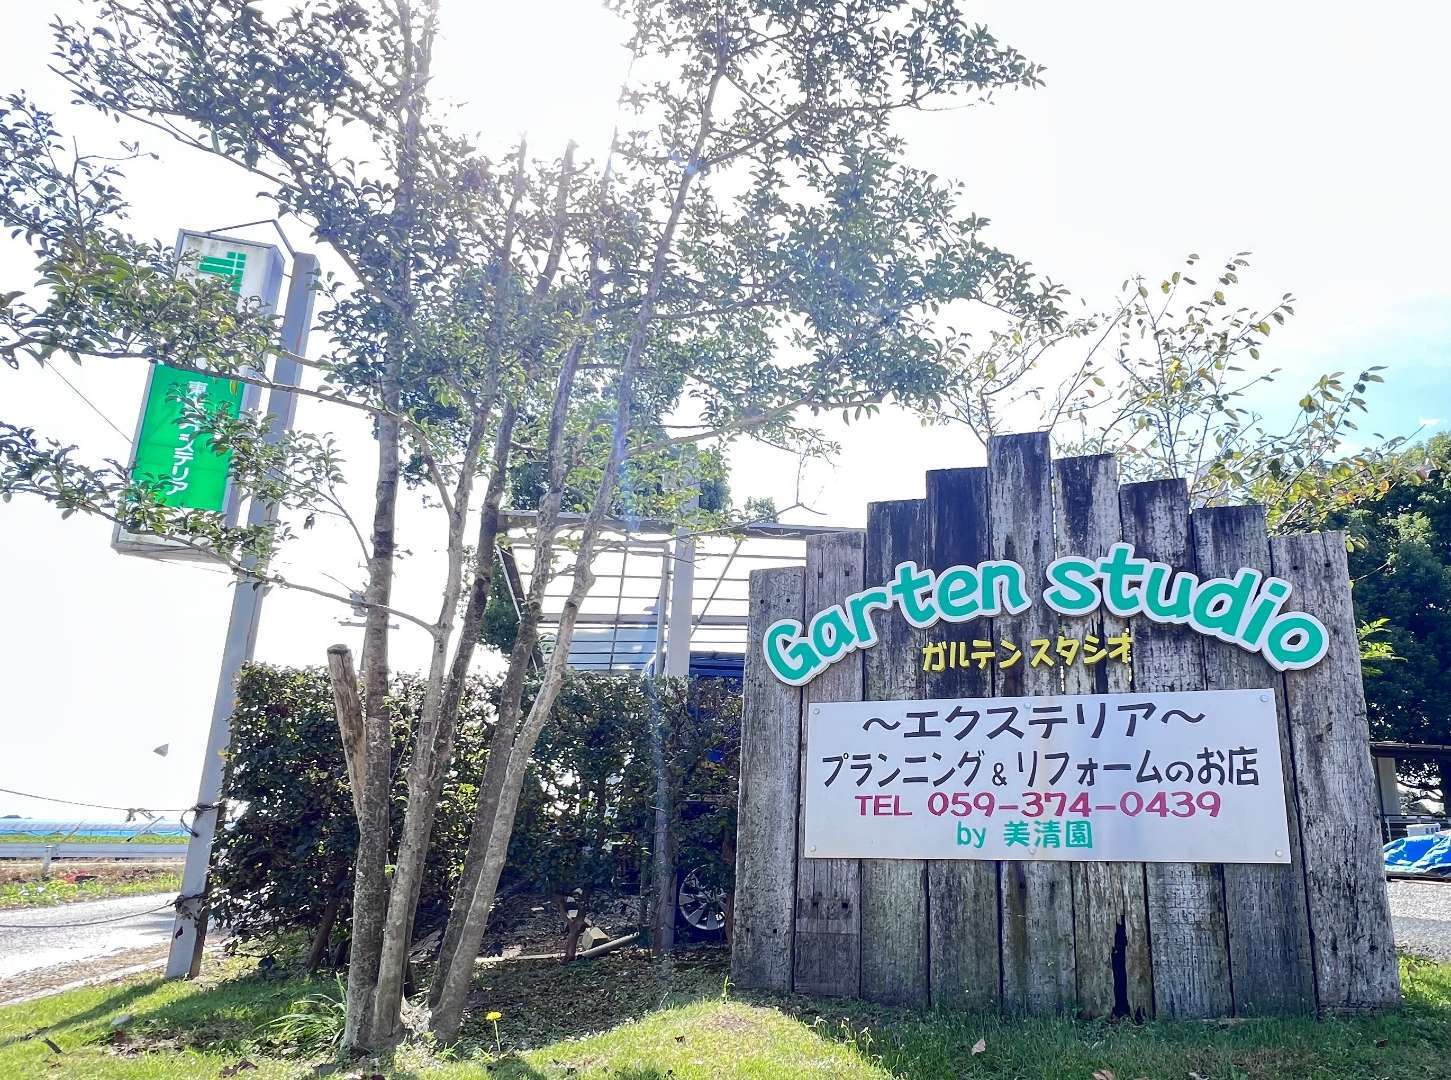 Garten studio
ガルテンスタジオ
～エクステリア～
プランニング&リフォームのお店
TEL 059-374-0439
by 美清園